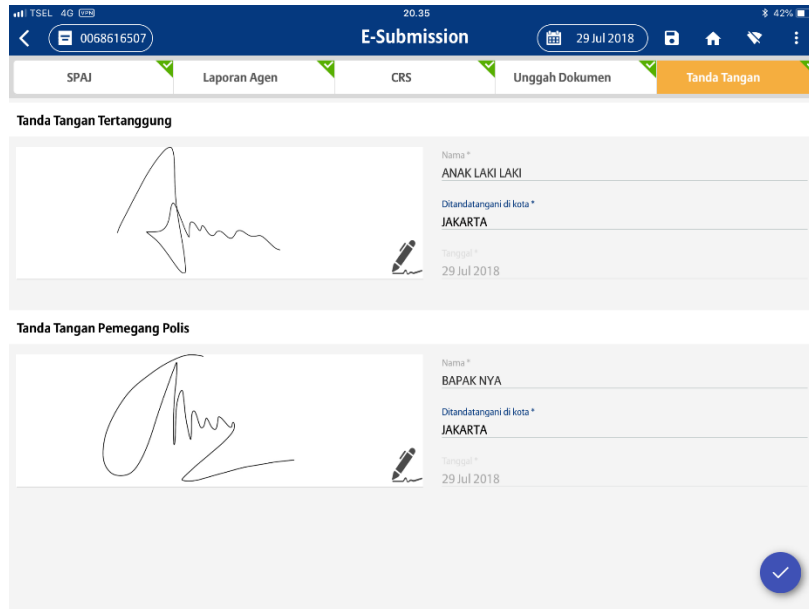 TSEL 4G VPN 20.35 42%
0068616507 E-Submission 29 Jul 2018
SPAJ Laporan Agen CRS Unggah Dokumen Tanda Tangan
Tanda Tangan Tertanggung
Nama *
ANAK LAKI LAKI
Ditandatangani di kota *
JAKARTA
Tanggal *
29 Jul 2018
Tanda Tangan Pemegang Polis
Nama *
BAPAK NYA
Ditandatangani di kota *
JAKARTA
Tanggal *
29 Jul 2018